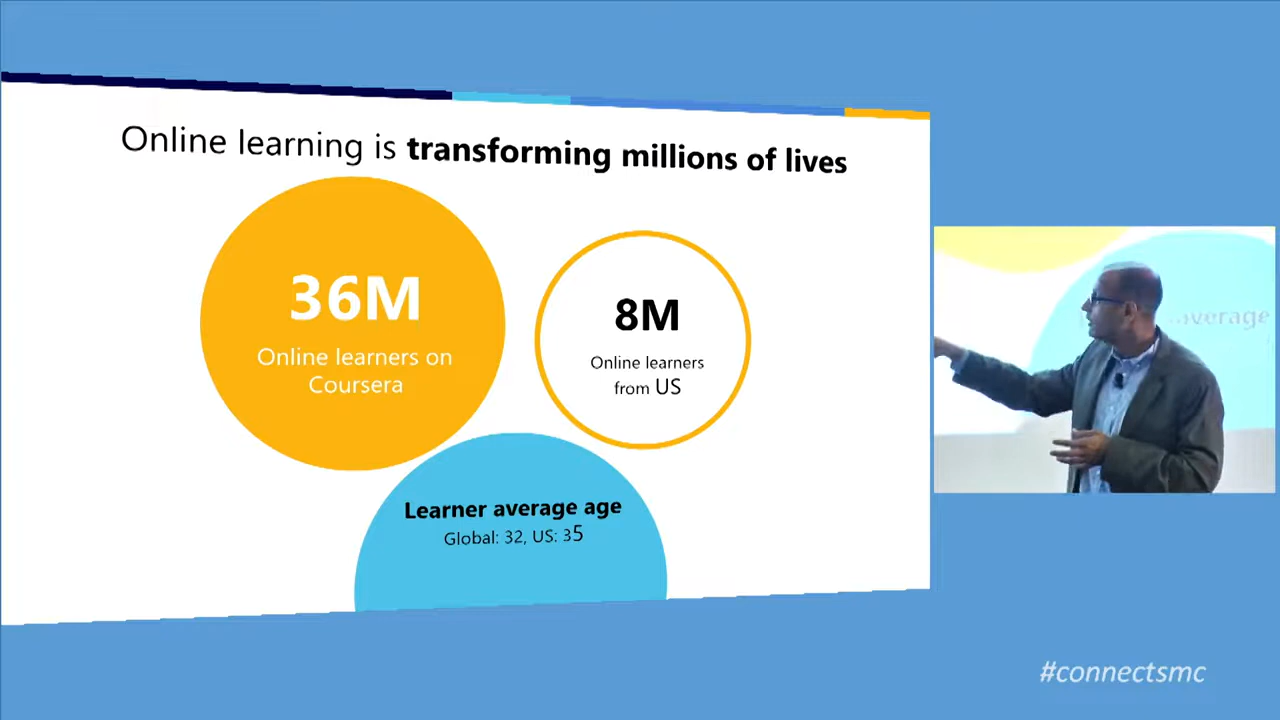 Online learning is transforming millions of lives
36M
Online learners on
Coursera
8M
Online learners
from US
Learner average age
Global: 32, US: 35
average
#connectsmc